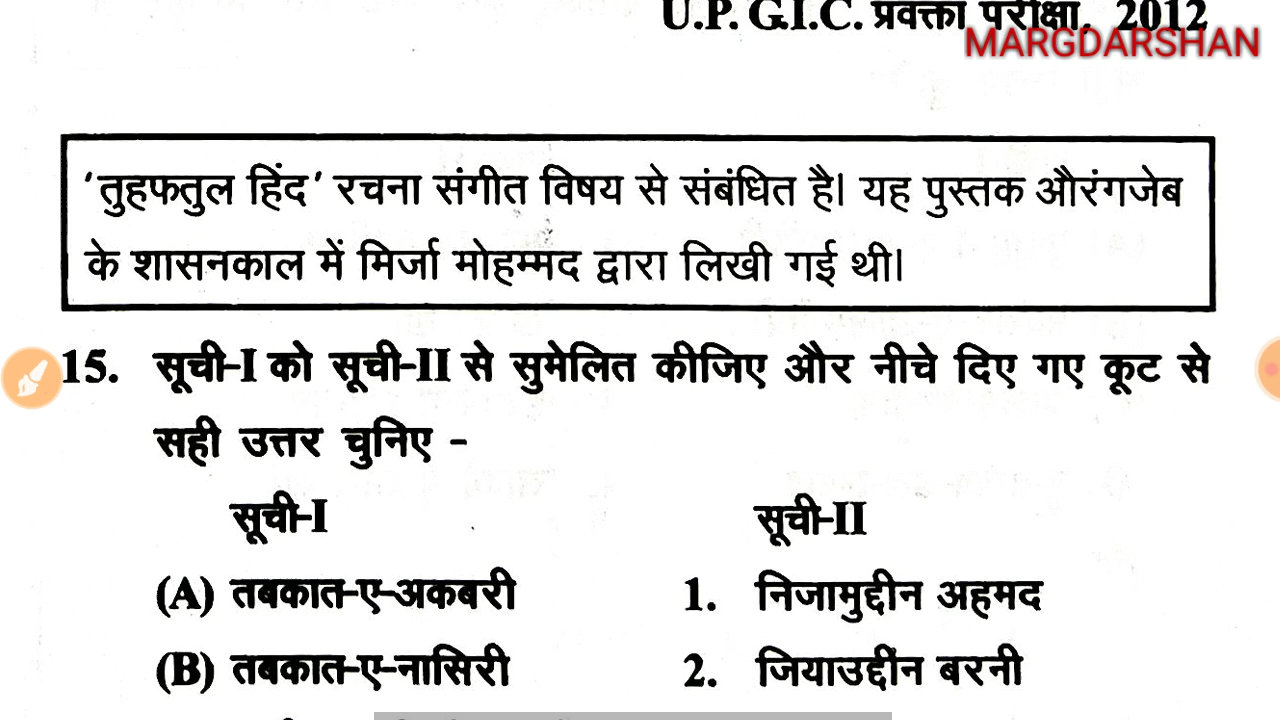 U.P. G.I.C. प्रवक्ता परीक्षा, 2012
MARGDARSHAN
'तुहफतुल हिंद' रचना संगीत विषय से संबंधित है। यह पुस्तक औरंगजेब
के शासनकाल में मिर्जा मोहम्मद द्वारा लिखी गई थी।
15. सूची-I को सूची-II से सुमेलित कीजिए और नीचे दिए गए कूट से
सही उत्तर चुनिए -
सूची-I सूची-II
(A) तबकात-ए-अकबरी 1. निजामुद्दीन अहमद
(B) तबकात-ए-नासिरी 2. जियाउद्दीन बरनी